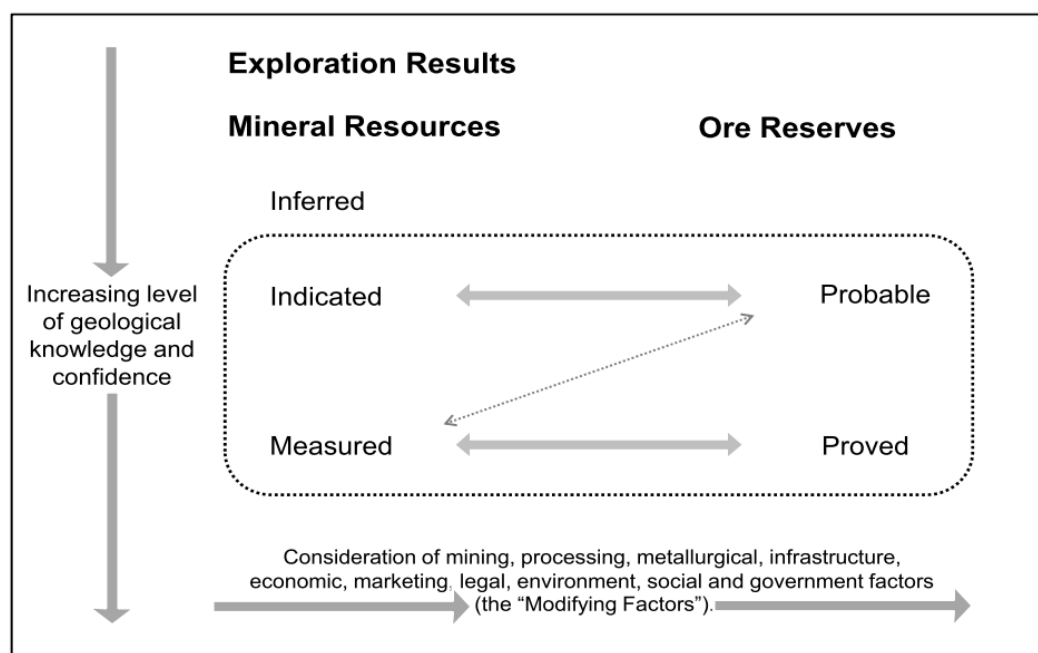 Exploration Results
Mineral Resources
Ore Reserves
Inferred
Increasing level
of geological
knowledge and
confidence
Indicated
Probable
Measured
Proved
Consideration of mining, processing, metallurgical, infrastructure,
economic, marketing, legal, environment, social and government factors
(the “Modifying Factors”).